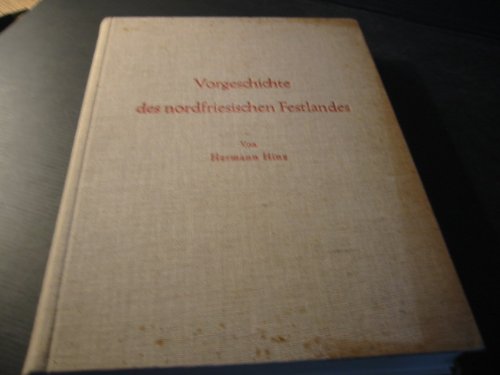 Vorgeschichte
des nordfriesischen Festlandes
Von
Hermann Hinz